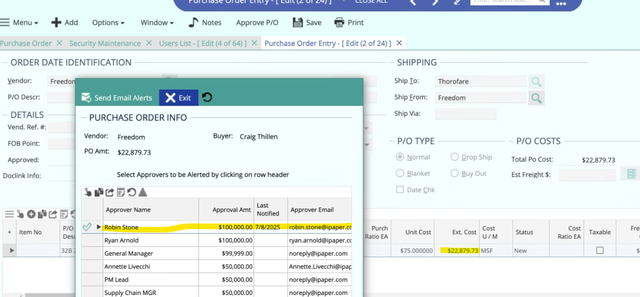 Purchase Order Entry - [ Edit (2 of 24) ]
CLOSE ALL
Menu
Add
Options
Window
Notes
Approve P/O
Save
Print
Purchase Order
Security Maintenance
Users List - [ Edit (4 of 64) ]
Purchase Order Entry - [ Edit (2 of 24) ]
ORDER DATE IDENTIFICATION
SHIPPING
Vendor:
Freedom
Ship To:
Thorofare
P/O Descr:
Ship From:
Freedom
Ship Via:
DETAILS
Vend. Ref. #:
FOB Point:
Approved:
Doclink Info:
P/O TYPE
P/O COSTS
Normal
Drop Ship
Total Po Cost:
$22,879.73
Blanket
Buy Out
Est Freight $:
Date Chk
Send Email Alerts
Exit
PURCHASE ORDER INFO
Vendor:
Freedom
Buyer:
Craig Thillen
PO Amt:
$22,879.73
Select Approvers to be Alerted by clicking on row header
Approver Name
Approval Amt
Last Notified
Approver Email
Robin Stone
$100,000.00
7/8/2025
robin.stone@ipaper.cc
Ryan Arnold
$100,000.00
ryan.arnold@ipaper.c
General Manager
$99,999.00
noreply@ipaper.com
Annette Livecchi
$50,000.00
Annette.Livecchi@ipap
PM Lead
$50,000.00
noreply@ipaper.com
Supply Chain MGR
$50,000.00
noreply@ipaper.com
Item No
P/O
Purch Ratio EA
Unit Cost
Ext. Cost
Cost U / M
Status
Cost Ratio EA
Taxable
32B
$75.000000
$22,879.73
MSF
New